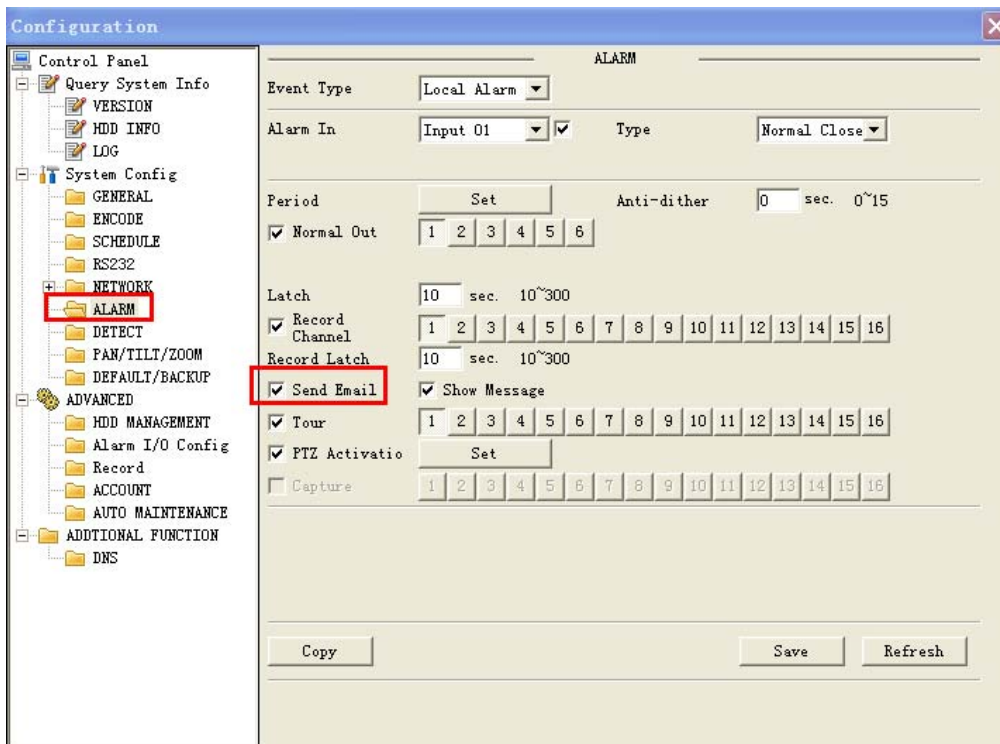 Configuration
Control Panel
Query System Info
VERSION
HDD INFO
LOG
System Config
GENERAL
ENCODE
SCHEDULE
RS232
NETWORK
ALARM
DETECT
PAN/TILT/ZOOM
DEFAULT/BACKUP
ADVANCED
HDD MANAGEMENT
Alarm I/O Config
Record
ACCOUNT
AUTO MAINTENANCE
ADDTIONAL FUNCTION
DNS
ALARM
Event Type Local Alarm
Alarm In Input 01 Type Normal Close
Period Set Anti-dither 0 sec. 0~15
Normal Out 1 2 3 4 5 6
Latch 10 sec. 10~300
Record Channel 1 2 3 4 5 6 7 8 9 10 11 12 13 14 15 16
Record Latch 10 sec. 10~300
Send Email Show Message
Tour 1 2 3 4 5 6 7 8 9 10 11 12 13 14 15 16
PTZ Activatio Set
Capture 1 2 3 4 5 6 7 8 9 10 11 12 13 14 15 16
Copy Save Refresh